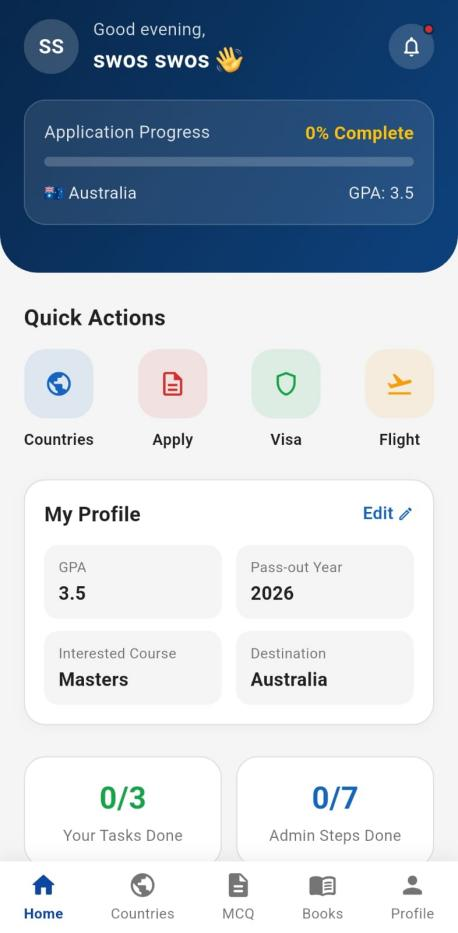 SS
Good evening,
swos swos 👋
Application Progress
0% Complete
🇦🇺 Australia
GPA: 3.5
Quick Actions
Countries
Apply
Visa
Flight
My Profile
Edit
GPA
3.5
Pass-out Year
2026
Interested Course
Masters
Destination
Australia
0/3
Your Tasks Done
0/7
Admin Steps Done
Home
Countries
MCQ
Books
Profile